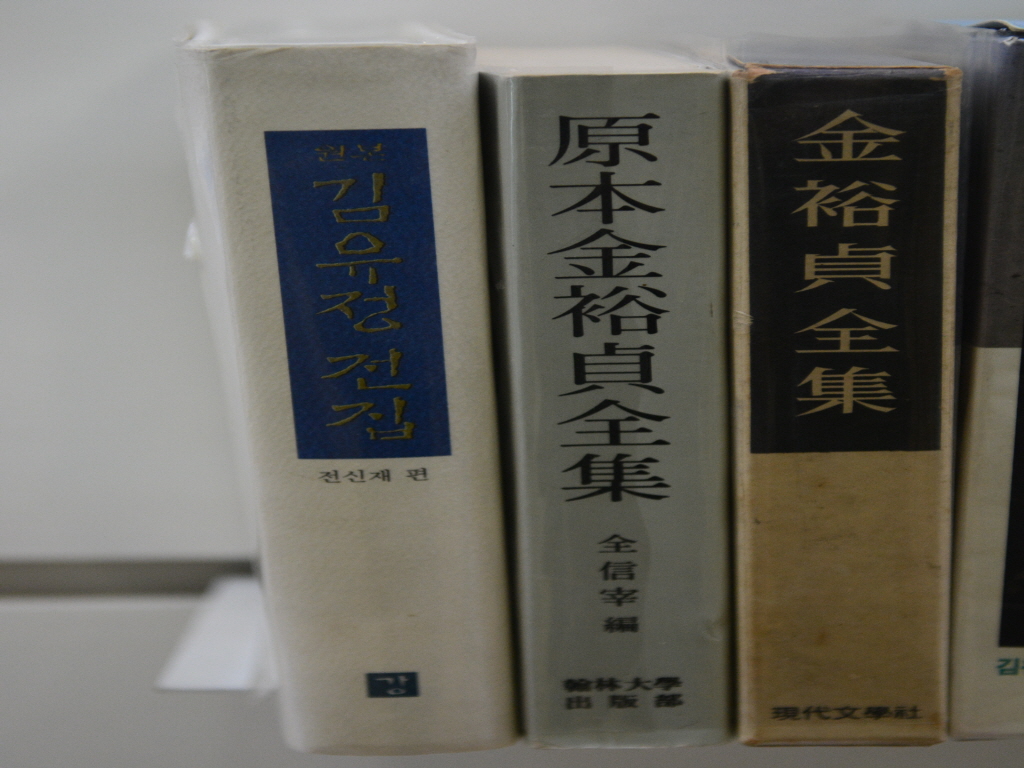 원본
김유정 전집
전신재 편
강
原本金裕貞全集
全信宰編
翰林大學
出版部
金裕貞全集
現代文學社
김